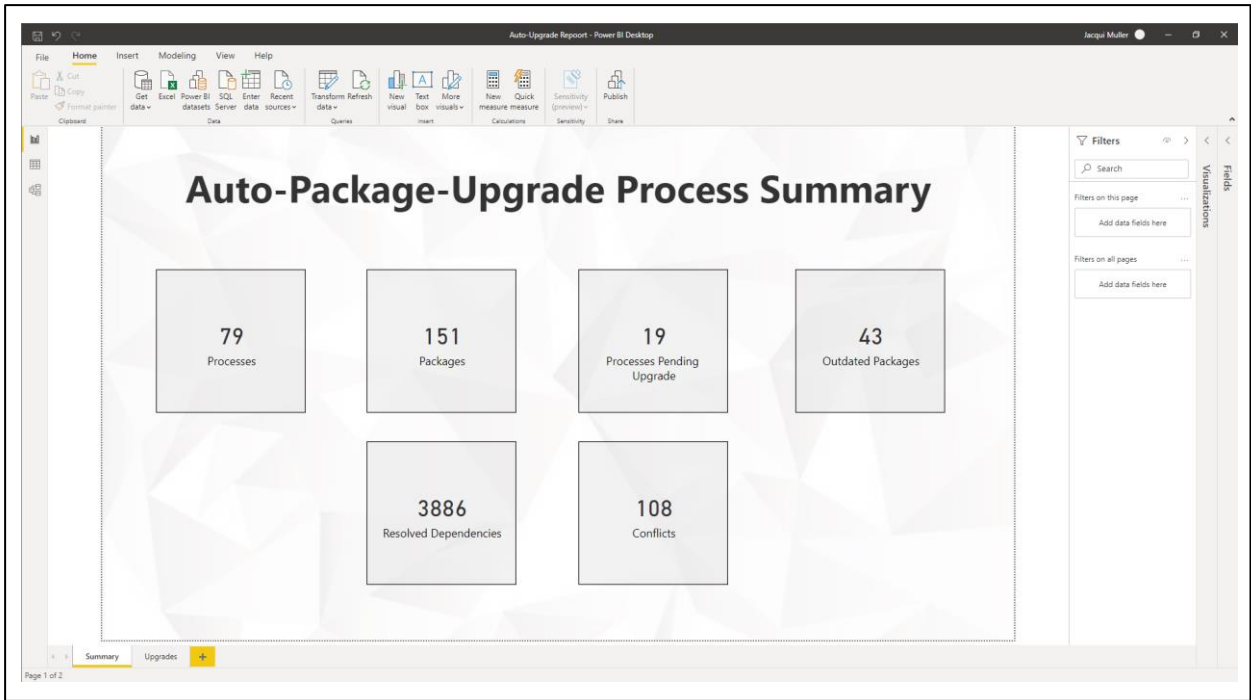 Auto-Upgrade Repoort - Power BI Desktop
Jacqui Muller
File Home Insert Modeling View Help
Paste
Cut
Copy
Format painter
Clipboard
Get data
Excel
Power BI datasets
SQL Server
Enter data
Recent sources
Data
Transform data
Refresh
Queries
New visual
Text box
More visuals
Insert
New measure
Quick measure
Calculations
Sensitivity (preview)
Sensitivity
Publish
Share
Auto-Package-Upgrade Process Summary
79
Processes
151
Packages
19
Processes Pending
Upgrade
43
Outdated Packages
3886
Resolved Dependencies
108
Conflicts
Filters
Search
Filters on this page
Add data fields here
Filters on all pages
Add data fields here
Visualizations
Fields
Summary Upgrades
Page 1 of 2